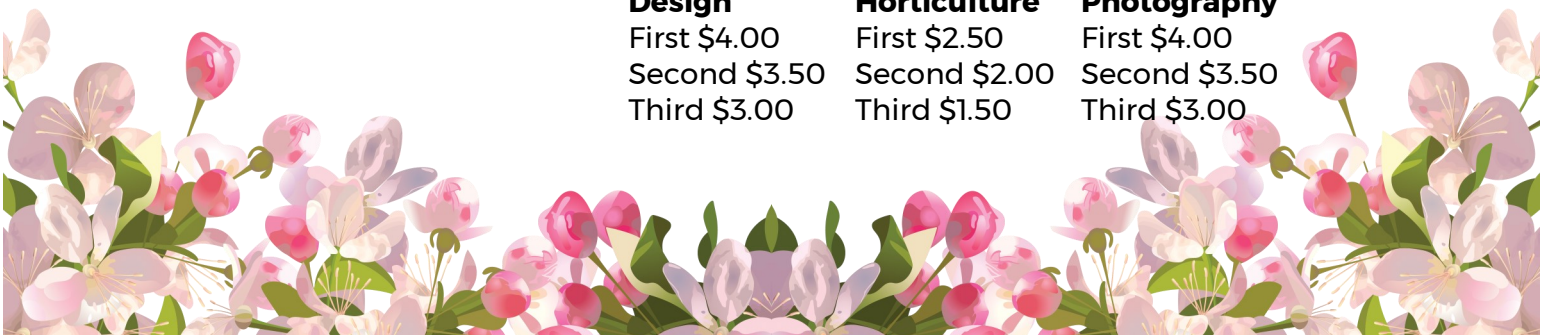 Design Horticulture Photography
First $4.00 First $2.50 First $4.00
Second $3.50 Second $2.00 Second $3.50
Third $3.00 Third $1.50 Third $3.00